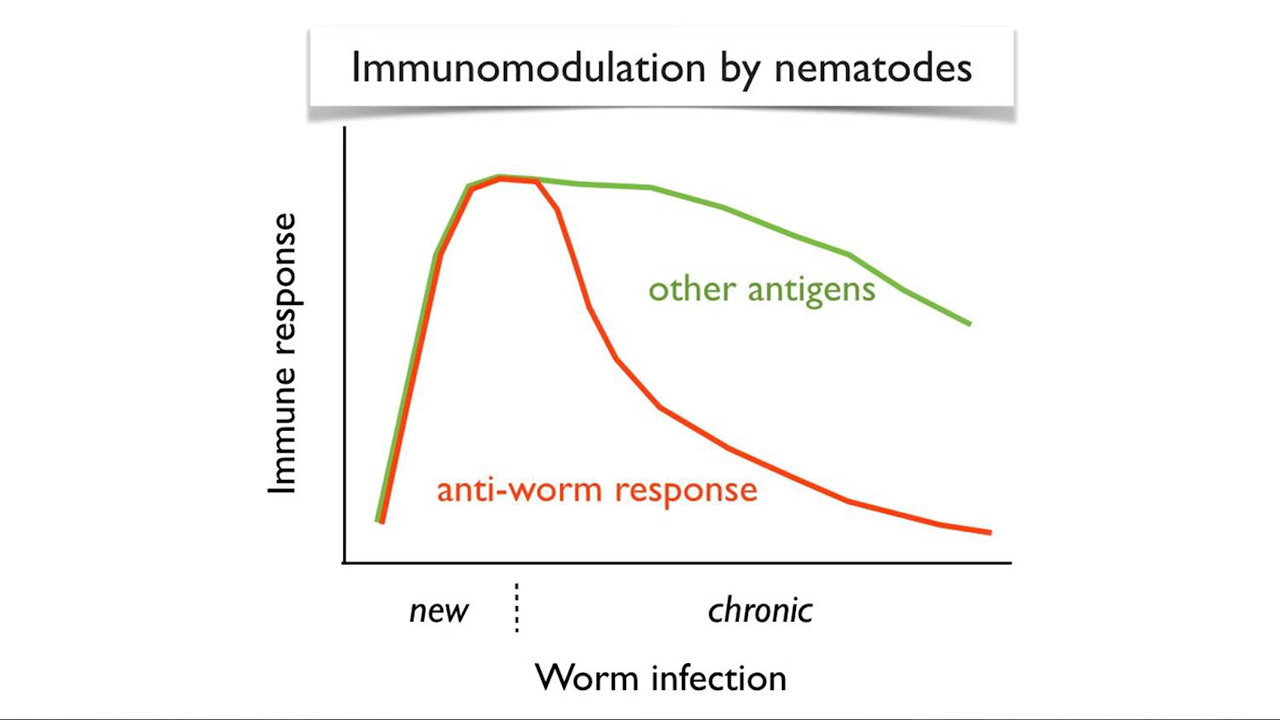 Immunomodulation by nematodes
Immune response
other antigens
anti-worm response
new
chronic
Worm infection